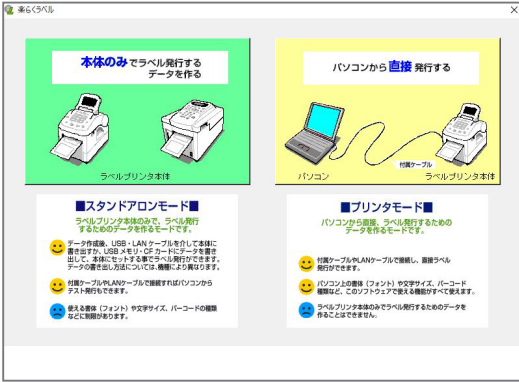 楽らくラベル
本体のみでラベル発行する
データを作る
ラベルプリンタ本体
パソコンから直接発行する
パソコン
付属ケーブル
ラベルプリンタ本体
■スタンドアロンモード■
ラベルプリンタ本体のみで、ラベル発行
するためのデータを作るモードです。
データ作成後、USB・LAN ケーブルを介して本体に
書き出すか、USB メモリ・CF カードにデータを書き
出して、本体にセットする事でラベル発行ができます。
データの書き出し方法については、機種により異なります。
付属ケーブルやLANケーブルで接続すればパソコンから
テスト発行もできます。
使える書体（フォント）や文字サイズ、バーコードの種類
などに制限があります。
■プリンタモード■
パソコンから直接、ラベル発行するための
データを作るモードです。
付属ケーブルやLANケーブルで接続し、直接ラベル
発行ができます。
パソコン上の書体（フォント）や文字サイズ、バーコード
種類など、このソフトウェアで使える機能がすべて使えます。
ラベルプリンタ本体のみでラベル発行するためのデータを
作ることはできません。